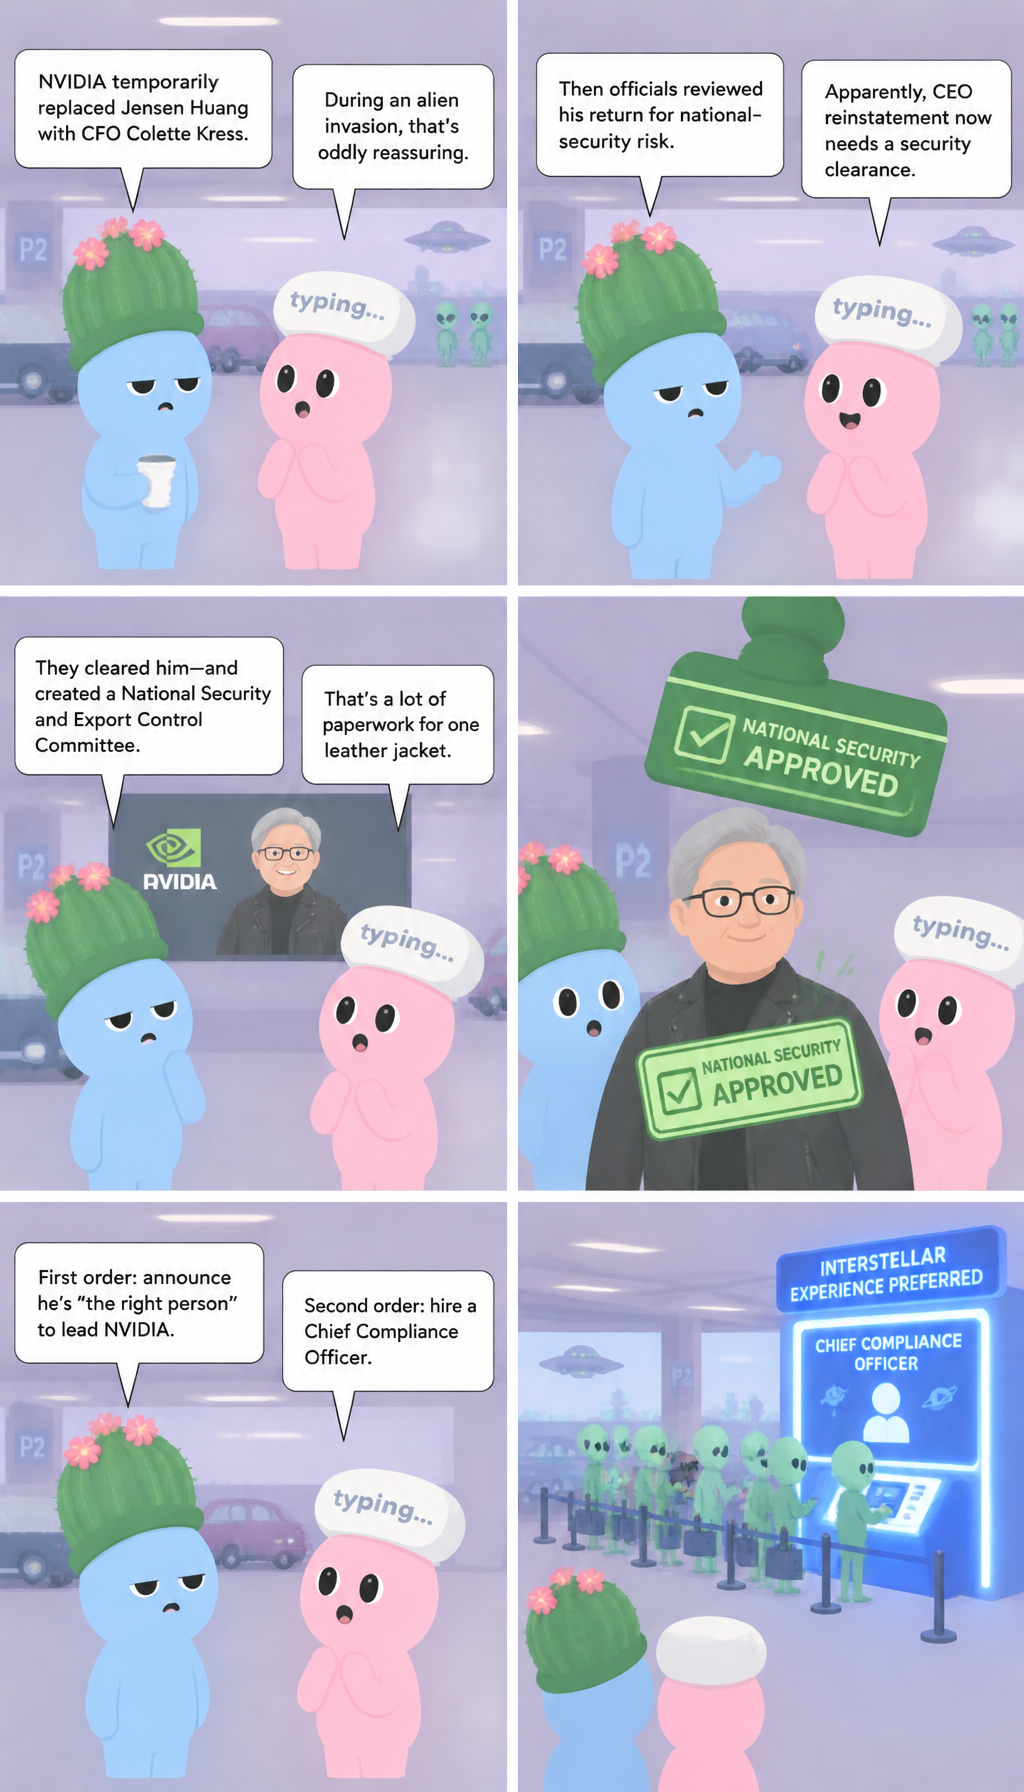 NVIDIA temporarily
replaced Jensen Huang
with CFO Colette Kress.
During an alien
invasion, that's
oddly reassuring.
P2
typing...
Then officials reviewed
his return for national-
security risk.
Apparently, CEO
reinstatement now
needs a security
clearance.
P2
typing...
They cleared him—and
created a National Security
and Export Control
Committee.
That's a lot of
paperwork for one
leather jacket.
P2
NVIDIA
typing...
NATIONAL SECURITY
APPROVED
P2
typing...
NATIONAL SECURITY
APPROVED
First order: announce
he's "the right person"
to lead NVIDIA.
Second order: hire a
Chief Compliance
Officer.
P2
typing...
INTERSTELLAR
EXPERIENCE PREFERRED
CHIEF COMPLIANCE
OFFICER
P2